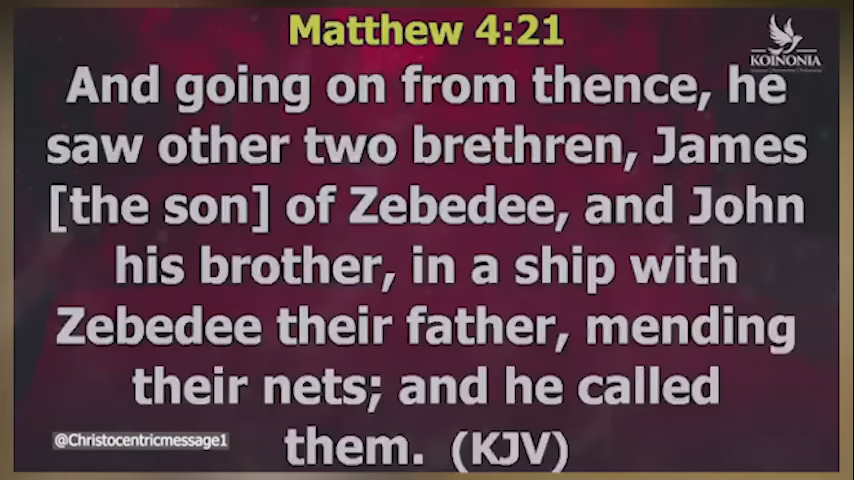 Matthew 4:21
KOINONIA
And going on from thence, he
saw other two brethren, James
[the son] of Zebedee, and John
his brother, in a ship with
Zebedee their father, mending
their nets; and he called
them. (KJV)
@Christocentricmessage1